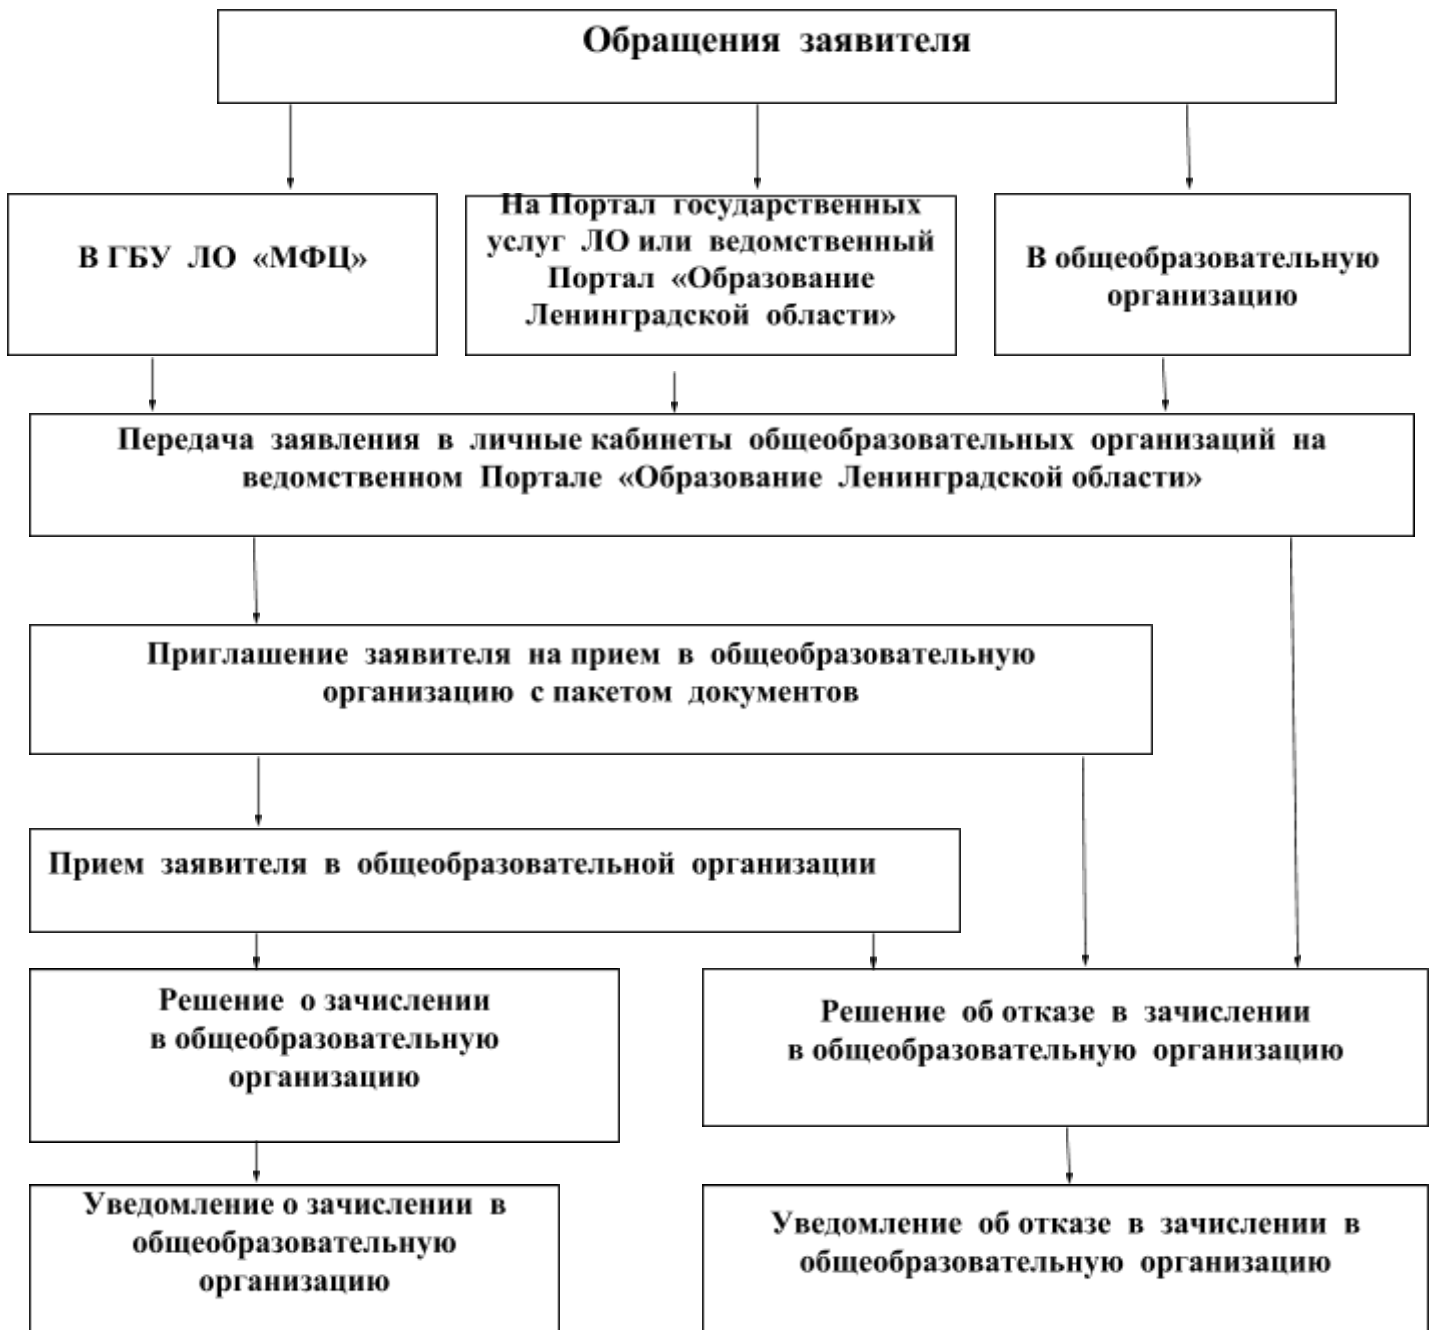 Обращения заявителя
В ГБУ ЛО «МФЦ»
На Портал государственных
услуг ЛО или ведомственный
Портал «Образование
Ленинградской области»
В общеобразовательную
организацию
Передача заявления в личные кабинеты общеобразовательных организаций на
ведомственном Портале «Образование Ленинградской области»
Приглашение заявителя на прием в общеобразовательную
организацию с пакетом документов
Прием заявителя в общеобразовательной организации
Решение о зачислении
в общеобразовательную
организацию
Решение об отказе в зачислении
в общеобразовательную организацию
Уведомление о зачислении в
общеобразовательную
организацию
Уведомление об отказе в зачислении в
общеобразовательную организацию